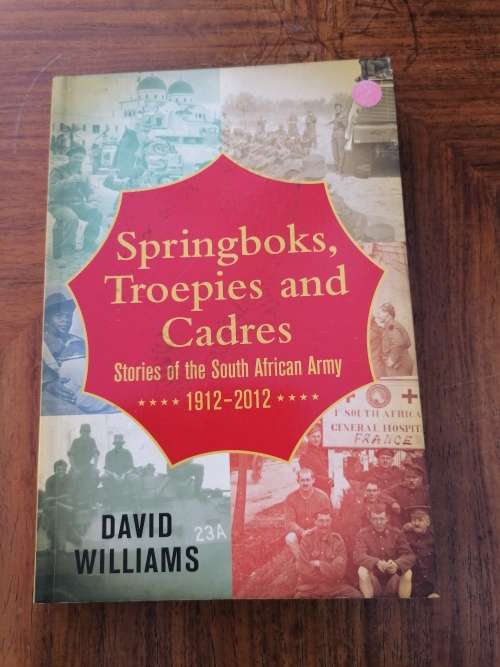 Springboks,
Troepies and
Cadres
Stories of the South African Army
**** 1912-2012 ****
1ST SOUTH AFRICA
GENERAL HOSPIT
FRANCE
DAVID
WILLIAMS
23A